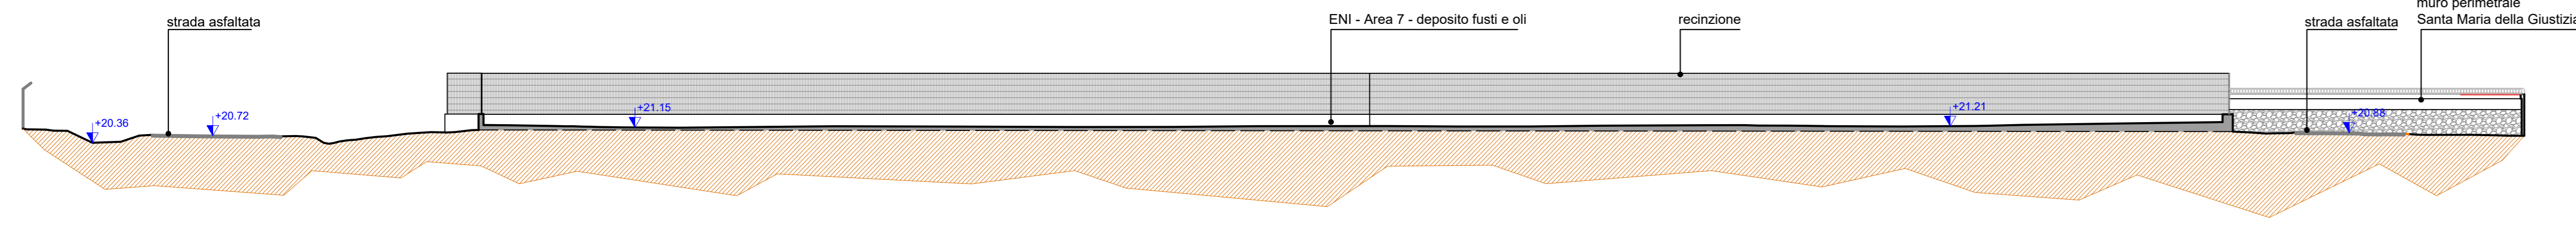 strada asfaltata
ENI - Area 7 - deposito fusti e oli
recinzione
strada asfaltata
muro perimetrale
Santa Maria della Giustizia
+20.36
+20.72
+21.15
+21.21
+20.88